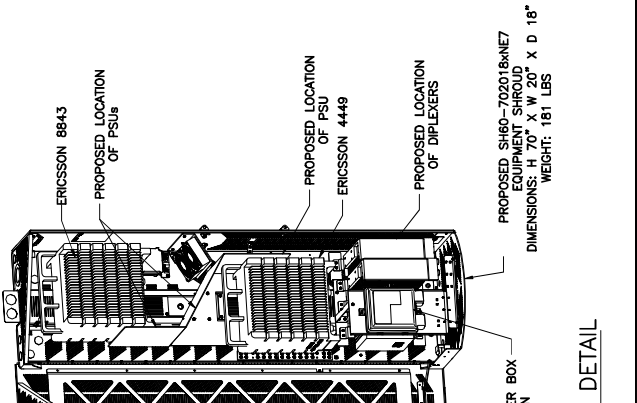 ERICSSON 8843
PROPOSED LOCATION
OF PSUs
PROPOSED LOCATION
OF PSU
ERICSSON 4449
PROPOSED LOCATION
OF DIPLEXERS
PROPOSED SH60-702018xNE7
EQUIPMENT SHROUD
DIMENSIONS: H 70" X W 20" X D 18"
WEIGHT: 181 LBS
BOX
DETAIL